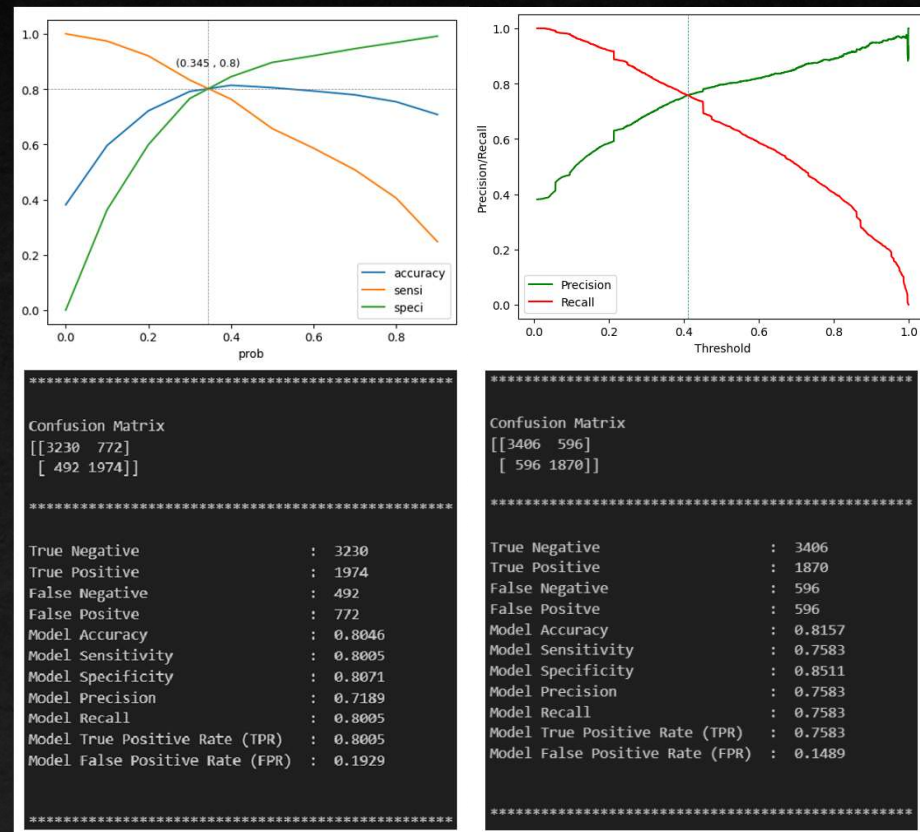 1.0
0.8
0.6
0.4
0.2
0.0
(0.345 , 0.8)
accuracy
sensi
speci
0.0 0.2 0.4 0.6 0.8
prob
Precision/Recall
1.0
0.8
0.6
0.4
0.2
0.0
Precision
Recall
0.0 0.2 0.4 0.6 0.8 1.0
Threshold
**************************************************
Confusion Matrix
[[3230 772]
[ 492 1974]]
**************************************************
True Negative : 3230
True Positive : 1974
False Negative : 492
False Positve : 772
Model Accuracy : 0.8046
Model Sensitivity : 0.8005
Model Specificity : 0.8071
Model Precision : 0.7189
Model Recall : 0.8005
Model True Positive Rate (TPR) : 0.8005
Model False Positive Rate (FPR) : 0.1929
**************************************************
**************************************************
Confusion Matrix
[[3406 596]
[ 596 1870]]
**************************************************
True Negative : 3406
True Positive : 1870
False Negative : 596
False Positve : 596
Model Accuracy : 0.8157
Model Sensitivity : 0.7583
Model Specificity : 0.8511
Model Precision : 0.7583
Model Recall : 0.7583
Model True Positive Rate (TPR) : 0.7583
Model False Positive Rate (FPR) : 0.1489
**************************************************